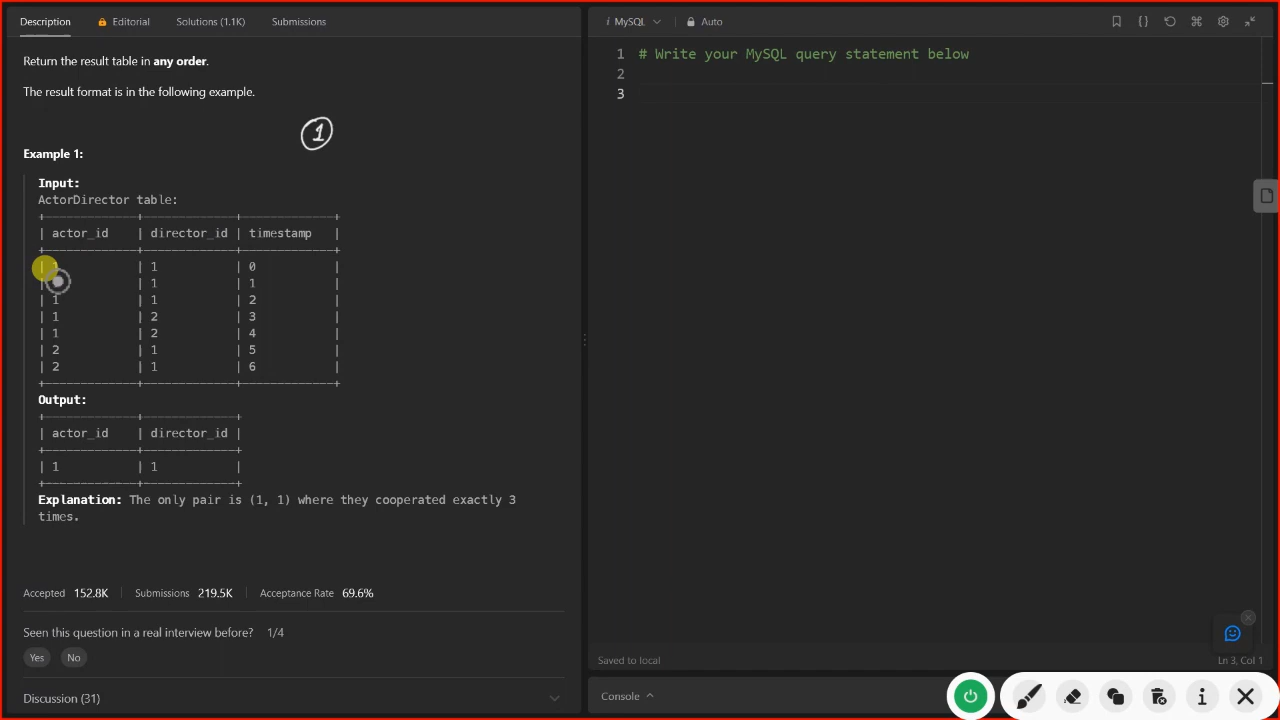 Description
Editorial
Solutions (1.1K)
Submissions
Return the result table in any order.
The result format is in the following example.
1
Example 1:
Input:
ActorDirector table:
+-------------+-------------+-------------+
| actor_id | director_id | timestamp |
+-------------+-------------+-------------+
| 1 | 1 | 0 |
| 1 | 1 |
| 1 | 1 | 2 |
| 1 | 2 | 3 |
| 1 | 2 | 4 |
| 2 | 1 | 5 |
| 2 | 1 | 6 |
+-------------+-------------+-------------+
Output:
+-------------+-------------+
| actor_id | director_id |
+-------------+-------------+
| 1 | 1 |
+-------------+-------------+
Explanation: The only pair is (1, 1) where they cooperated exactly 3
times.
Accepted 152.8K | Submissions 219.5K | Acceptance Rate 69.6%
Seen this question in a real interview before? 1/4
Yes No
Discussion (31)
i MySQL
Auto
1 # Write your MySQL query statement below
2
3
Saved to local
Ln 3, Col 1
Console